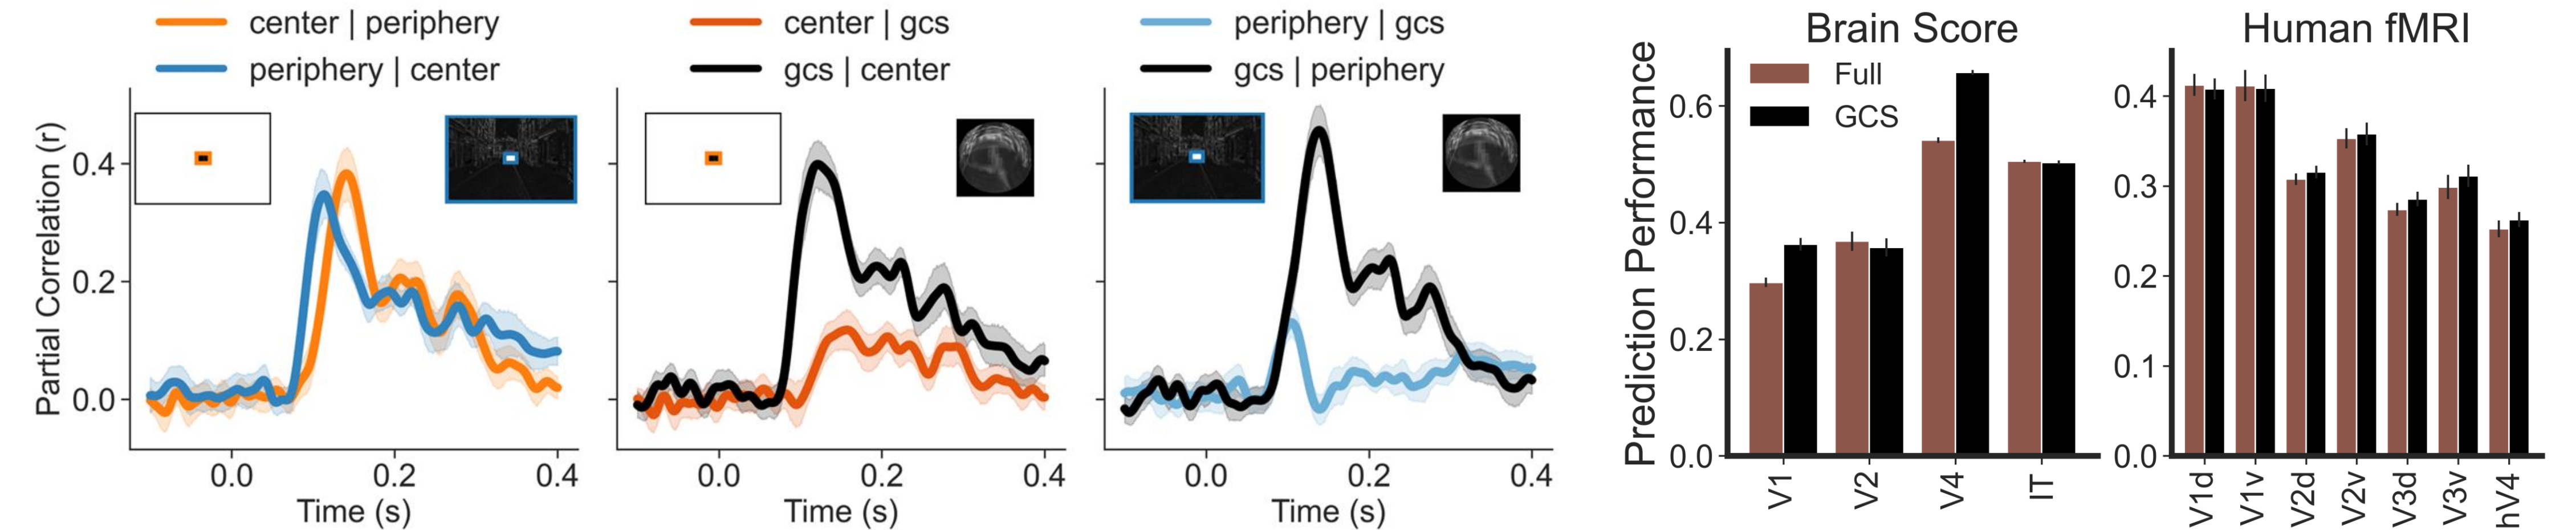 center | periphery
periphery | center
Partial Correlation (r)
0.4
0.2
0.0
0.0 0.2 0.4
Time (s)
center | gcs
gcs | center
0.0 0.2 0.4
Time (s)
periphery | gcs
gcs | periphery
0.0 0.2 0.4
Time (s)
Brain Score
Prediction Performance
Full
GCS
0.6
0.4
0.2
0.0
V1 V2 V4 IT
Human fMRI
0.4
0.3
0.2
0.1
0.0
V1d V1v V2d V2v V3d V3v hV4